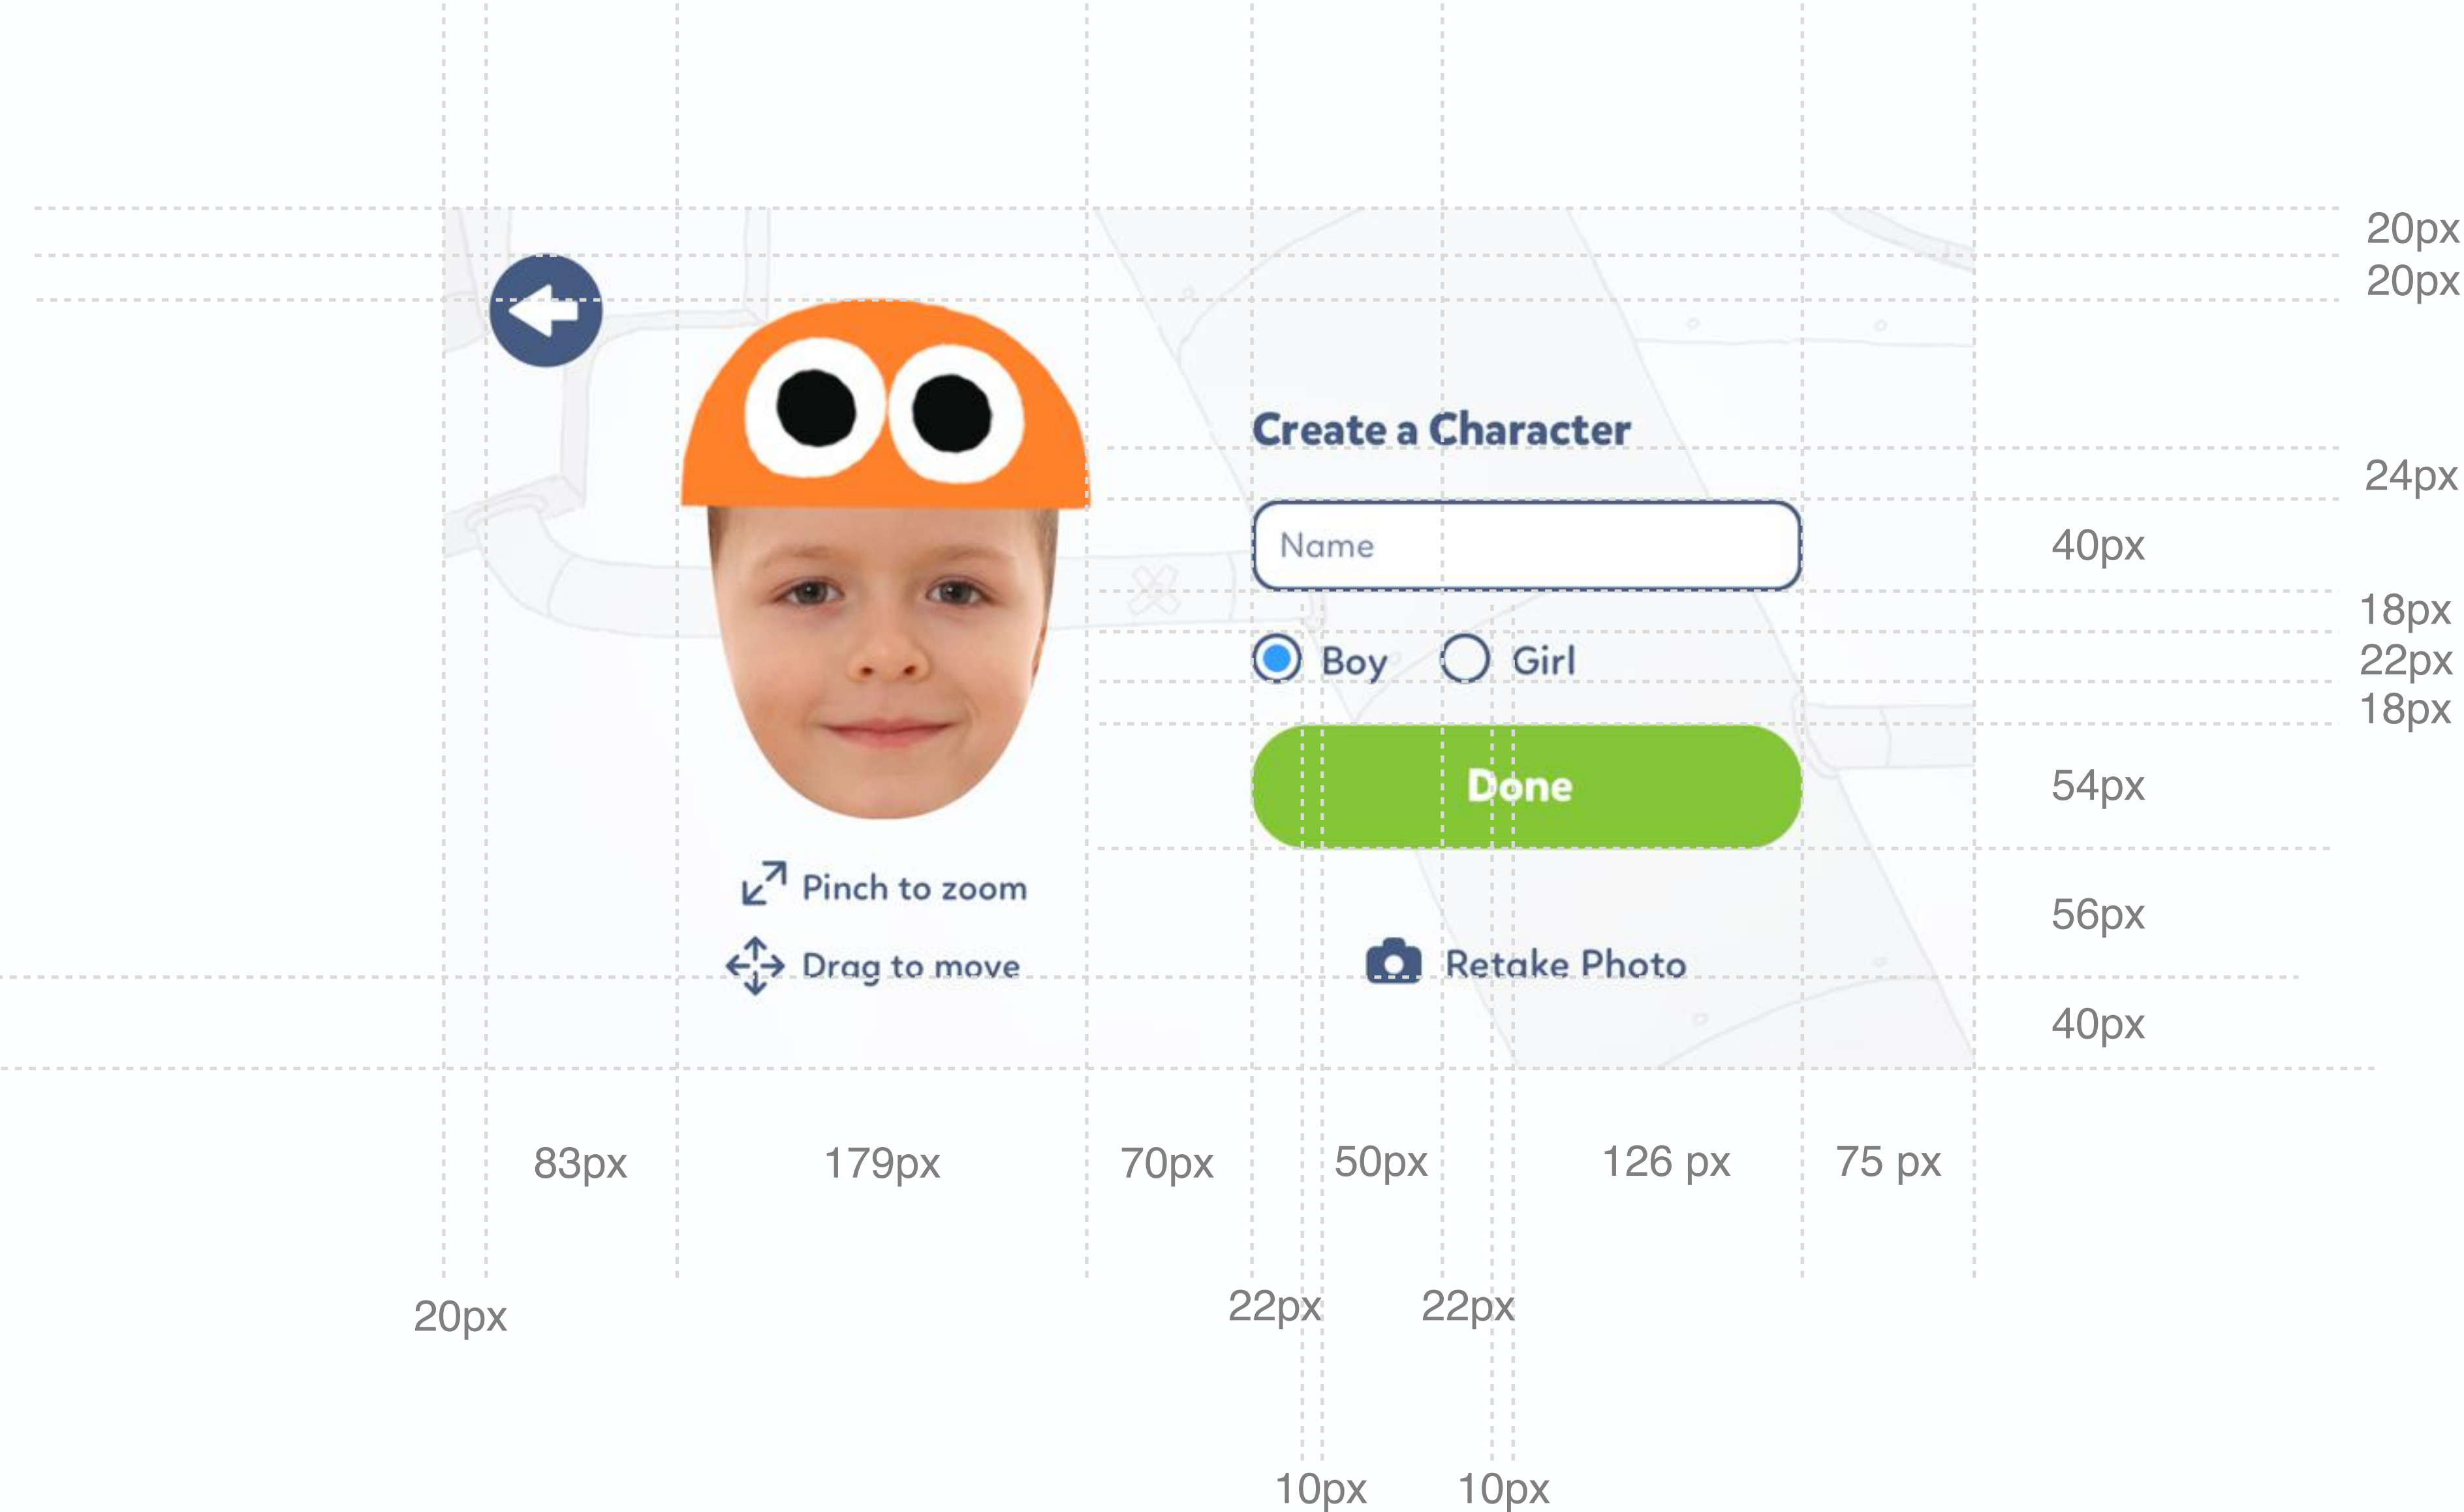 20px
20px
Create a Character
24px
Name
40px
18px
Boy
Girl
22px
18px
Done
54px
Pinch to zoom
56px
Drag to move
Retake Photo
40px
83px
179px
70px
50px
126 px
75 px
20px
22px
22px
10px
10px